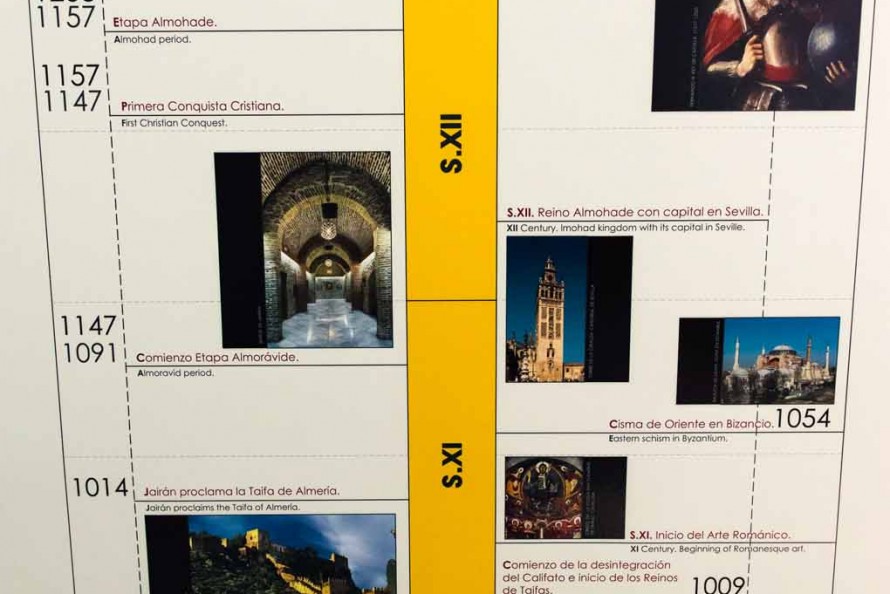 1157
Etapa Almohade.
Almohad period.
1157
1147
Primera Conquista Cristiana.
First Christian Conquest.
1147
1091
Comienzo Etapa Almorávide.
Almoravid period.
1014
Jairán proclama la Taifa de Almería.
Jairán proclaims the Taifa of Almería.
S.XII
S.XI
S.XII. Reino Almohade con capital en Sevilla.
XII Century. lmohad kingdom with its capital in Seville.
Cisma de Oriente en Bizancio. 1054
Eastern schism in Byzantium.
S.XI. Inicio del Arte Románico.
XI Century. Beginning of Romanesque art.
Comienzo de la desintegración
del Califato e inicio de los Reinos
de Taifas. 1009